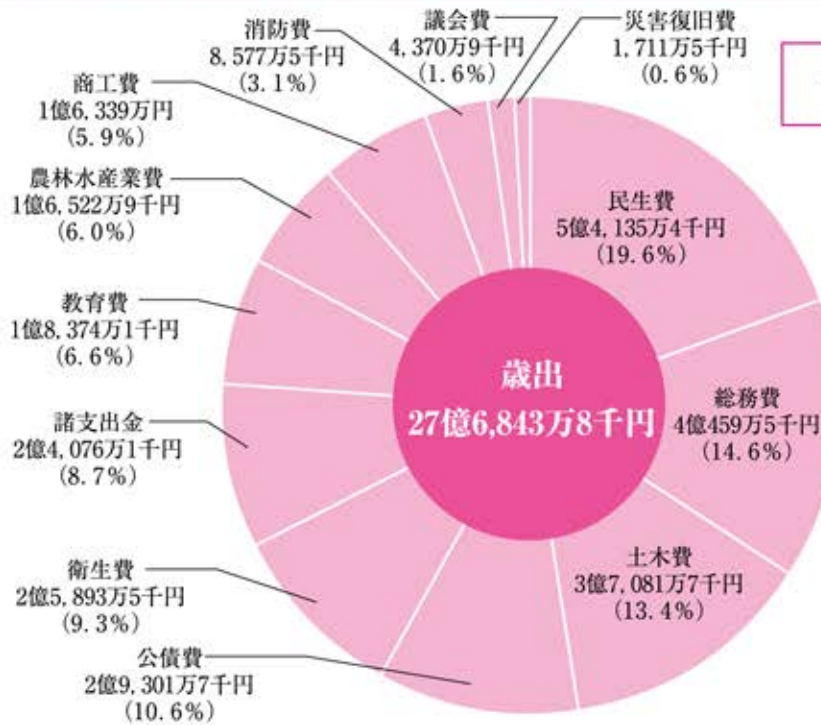 消防費
8,577万5千円
(3.1%)
議会費
4,370万9千円
(1.6%)
災害復旧費
1,711万5千円
(0.6%)
商工費
1億6,339万円
(5.9%)
農林水産業費
1億6,522万9千円
(6.0%)
教育費
1億8,374万1千円
(6.6%)
諸支出金
2億4,076万1千円
(8.7%)
衛生費
2億5,893万5千円
(9.3%)
公債費
2億9,301万7千円
(10.6%)
民生費
5億4,135万4千円
(19.6%)
総務費
4億459万5千円
(14.6%)
土木費
3億7,081万7千円
(13.4%)
歳出
27億6,843万8千円